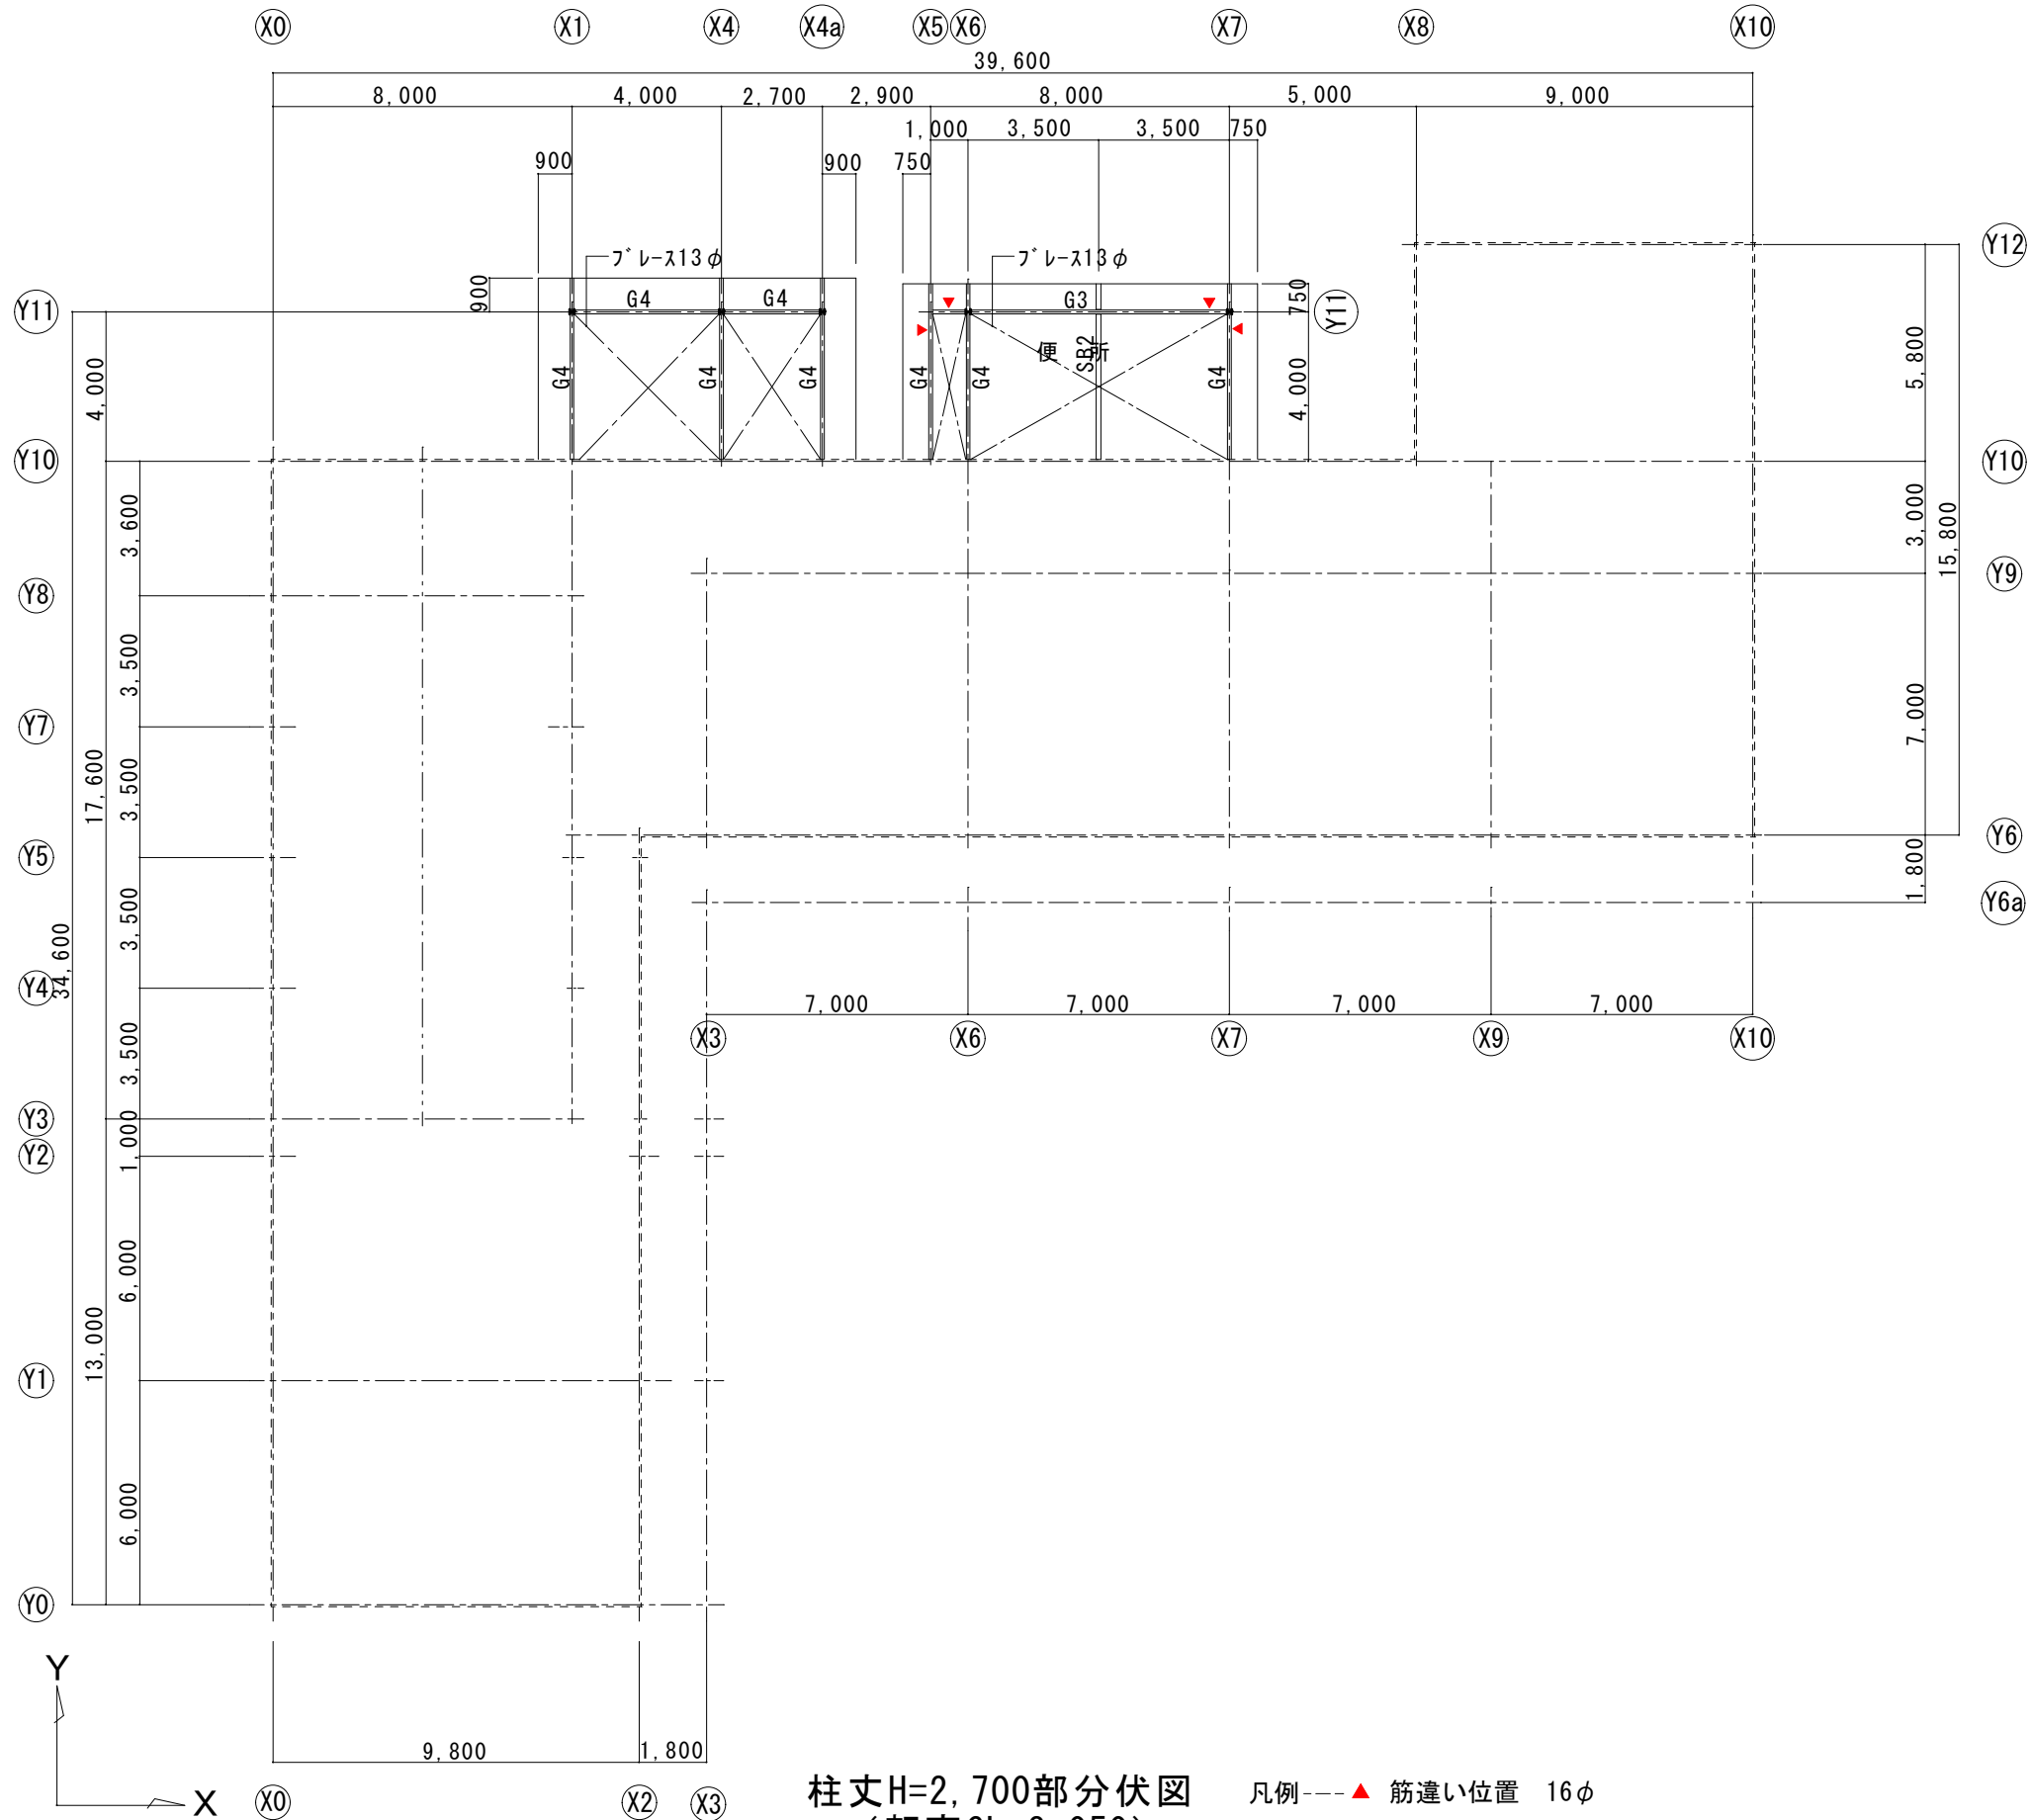 X0 X1 X4 X4a X5 X6 X7 X8 X10
39,600
8,000 4,000 2,700 2,900 8,000 5,000 9,000
1,000 3,500 3,500 750
900 900 750
Y12
ブレース13φ ブレース13φ
900 G4 G4 G3 750
Y11 Y11
便所
SB2
G4 G4 G4 G4 G4 G4
4,000 4,000 5,800
Y10 Y10
3,600 3,000
15,800
Y8 Y9
3,500
Y7 7,000
17,600
3,500
Y5 Y6
1,800
3,500 Y6a
34,600
Y4
7,000 7,000 7,000 7,000
3,500 X3 X6 X7 X9 X10
Y3
1,000
Y2
6,000
13,000
Y1
6,000
Y0
Y
9,800 1,800
X X0 X2 X3
柱丈H=2,700部分伏図
凡例 ▲ 筋違い位置 16φ